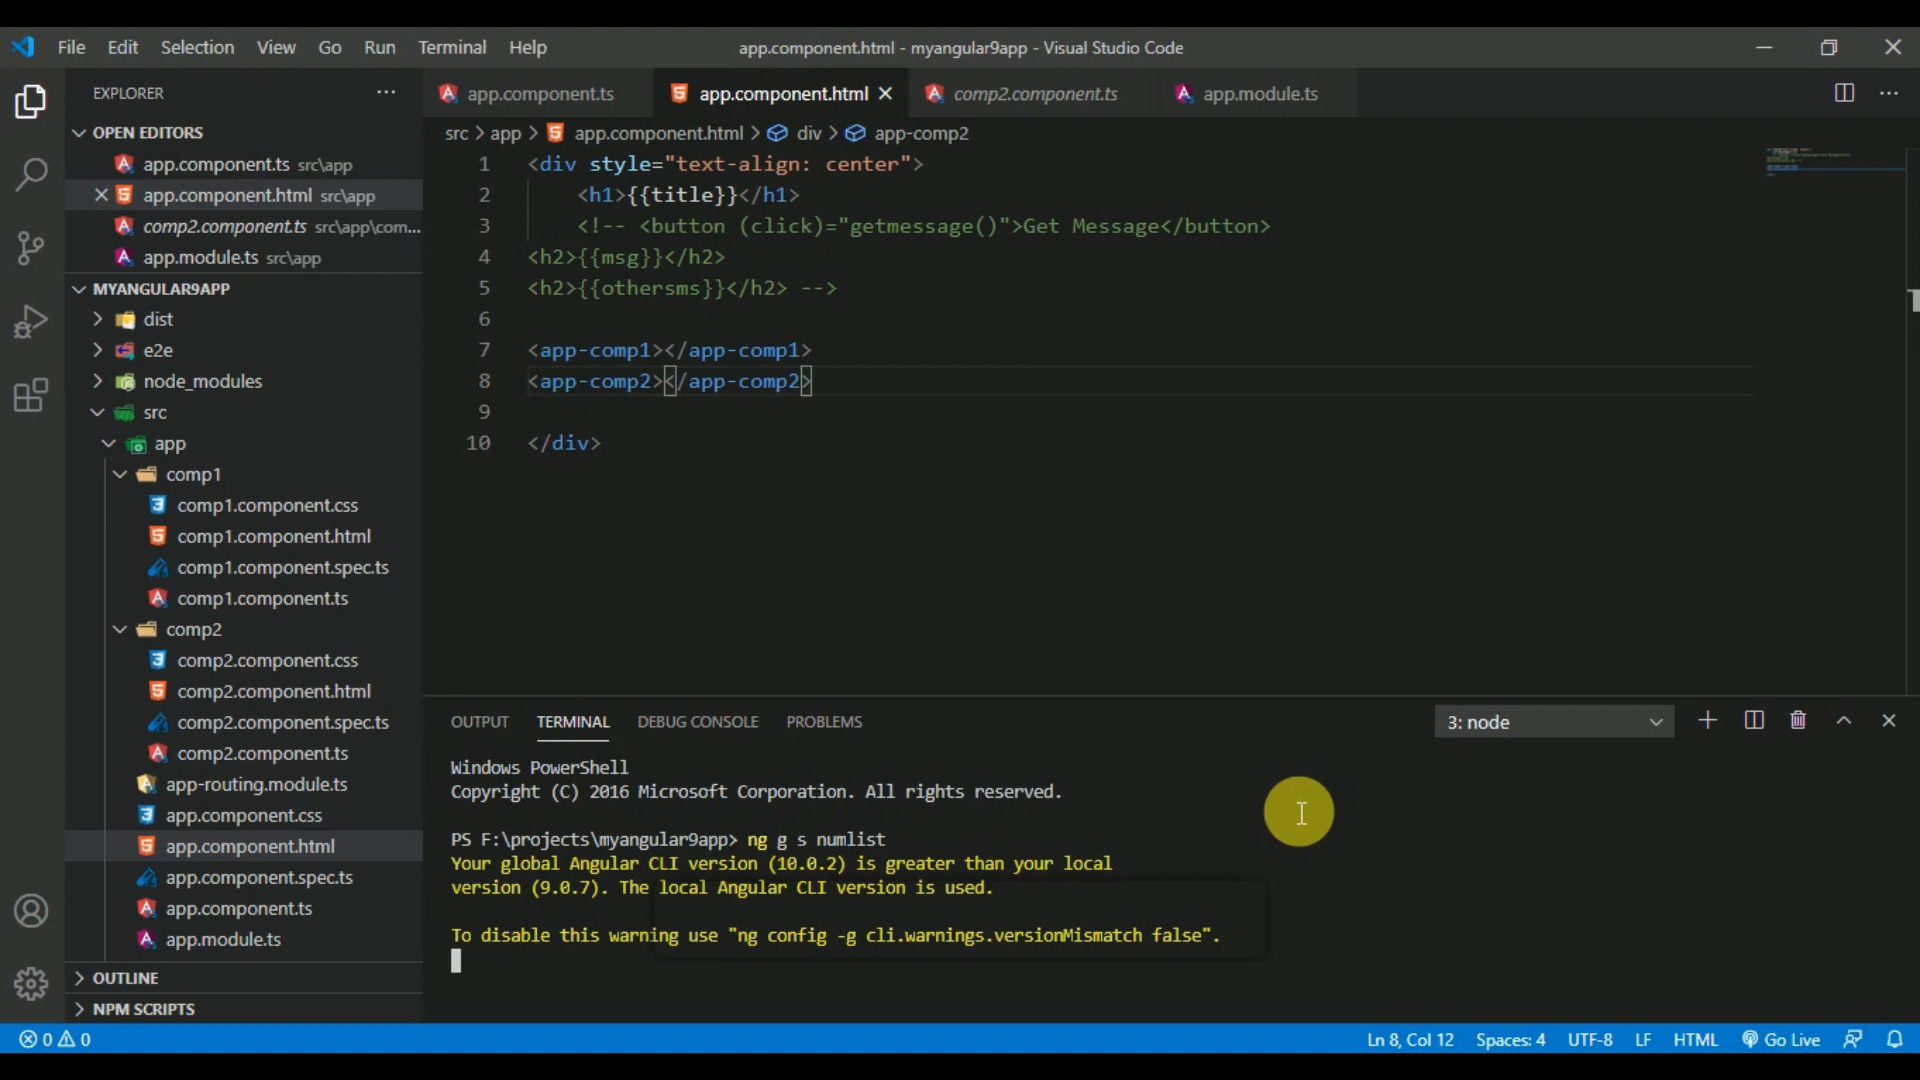 File Edit Selection View Go Run Terminal Help
app.component.html - myangular9app - Visual Studio Code
EXPLORER
OPEN EDITORS
app.component.ts src\app
app.component.html src\app
comp2.component.ts src\app\com...
app.module.ts src\app
MYANGULAR9APP
dist
e2e
node_modules
src
app
comp1
comp1.component.css
comp1.component.html
comp1.component.spec.ts
comp1.component.ts
comp2
comp2.component.css
comp2.component.html
comp2.component.spec.ts
comp2.component.ts
app-routing.module.ts
app.component.css
app.component.html
app.component.spec.ts
app.component.ts
app.module.ts
OUTLINE
NPM SCRIPTS
app.component.ts app.component.html comp2.component.ts app.module.ts
src > app > app.component.html > div > app-comp2
1 <div style="text-align: center">
2 <h1>{{title}}</h1>
3 <!-- <button (click)="getmessage()">Get Message</button>
4 <h2>{{msg}}</h2>
5 <h2>{{othersms}}</h2> -->
6
7 <app-comp1></app-comp1>
8 <app-comp2></app-comp2>
9
10 </div>
OUTPUT TERMINAL DEBUG CONSOLE PROBLEMS 3: node
Windows PowerShell
Copyright (C) 2016 Microsoft Corporation. All rights reserved.
PS F:\projects\myangular9app> ng g s numlist
Your global Angular CLI version (10.0.2) is greater than your local
version (9.0.7). The local Angular CLI version is used.
To disable this warning use "ng config -g cli.warnings.versionMismatch false".
0 0 Ln 8, Col 12 Spaces: 4 UTF-8 LF HTML Go Live